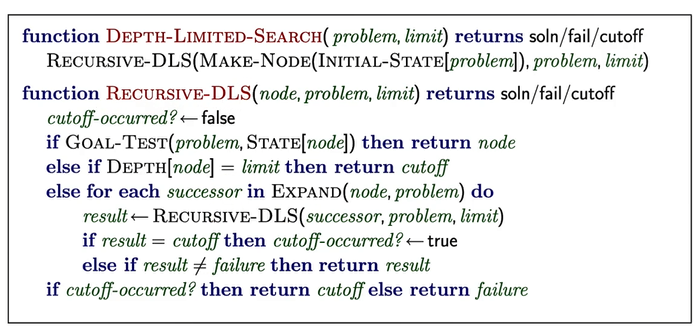 function DEPTH-LIMITED-SEARCH( problem, limit) returns soln/fail/cutoff
RECURSIVE-DLS(MAKE-NODE(INITIAL-STATE[problem]), problem, limit)
function RECURSIVE-DLS(node, problem, limit) returns soln/fail/cutoff
cutoff-occurred? ← false
if GOAL-TEST(problem, STATE[node]) then return node
else if DEPTH[node] = limit then return cutoff
else for each successor in EXPAND(node, problem) do
result ← RECURSIVE-DLS(successor, problem, limit)
if result = cutoff then cutoff-occurred? ← true
else if result ≠ failure then return result
if cutoff-occurred? then return cutoff else return failure